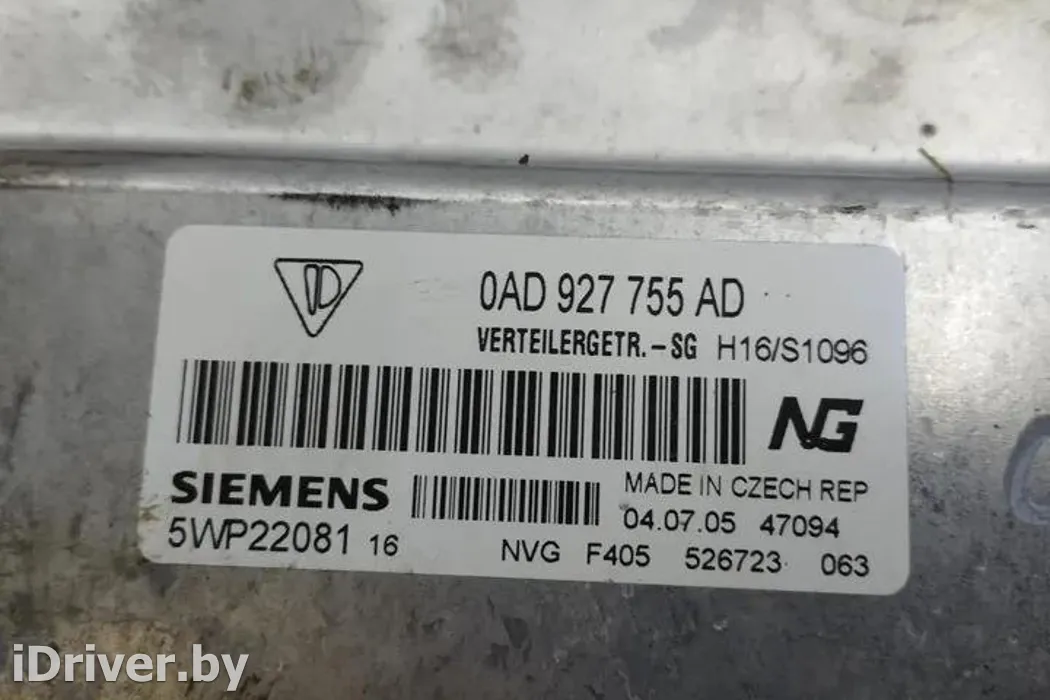 0AD 927 755 AD
VERTEILERGETR.-SG H16/S1096
NG
SIEMENS
MADE IN CZECH REP
5WP22081 16
04.07.05 47094
NVG F405 526723 063
iDriver.by